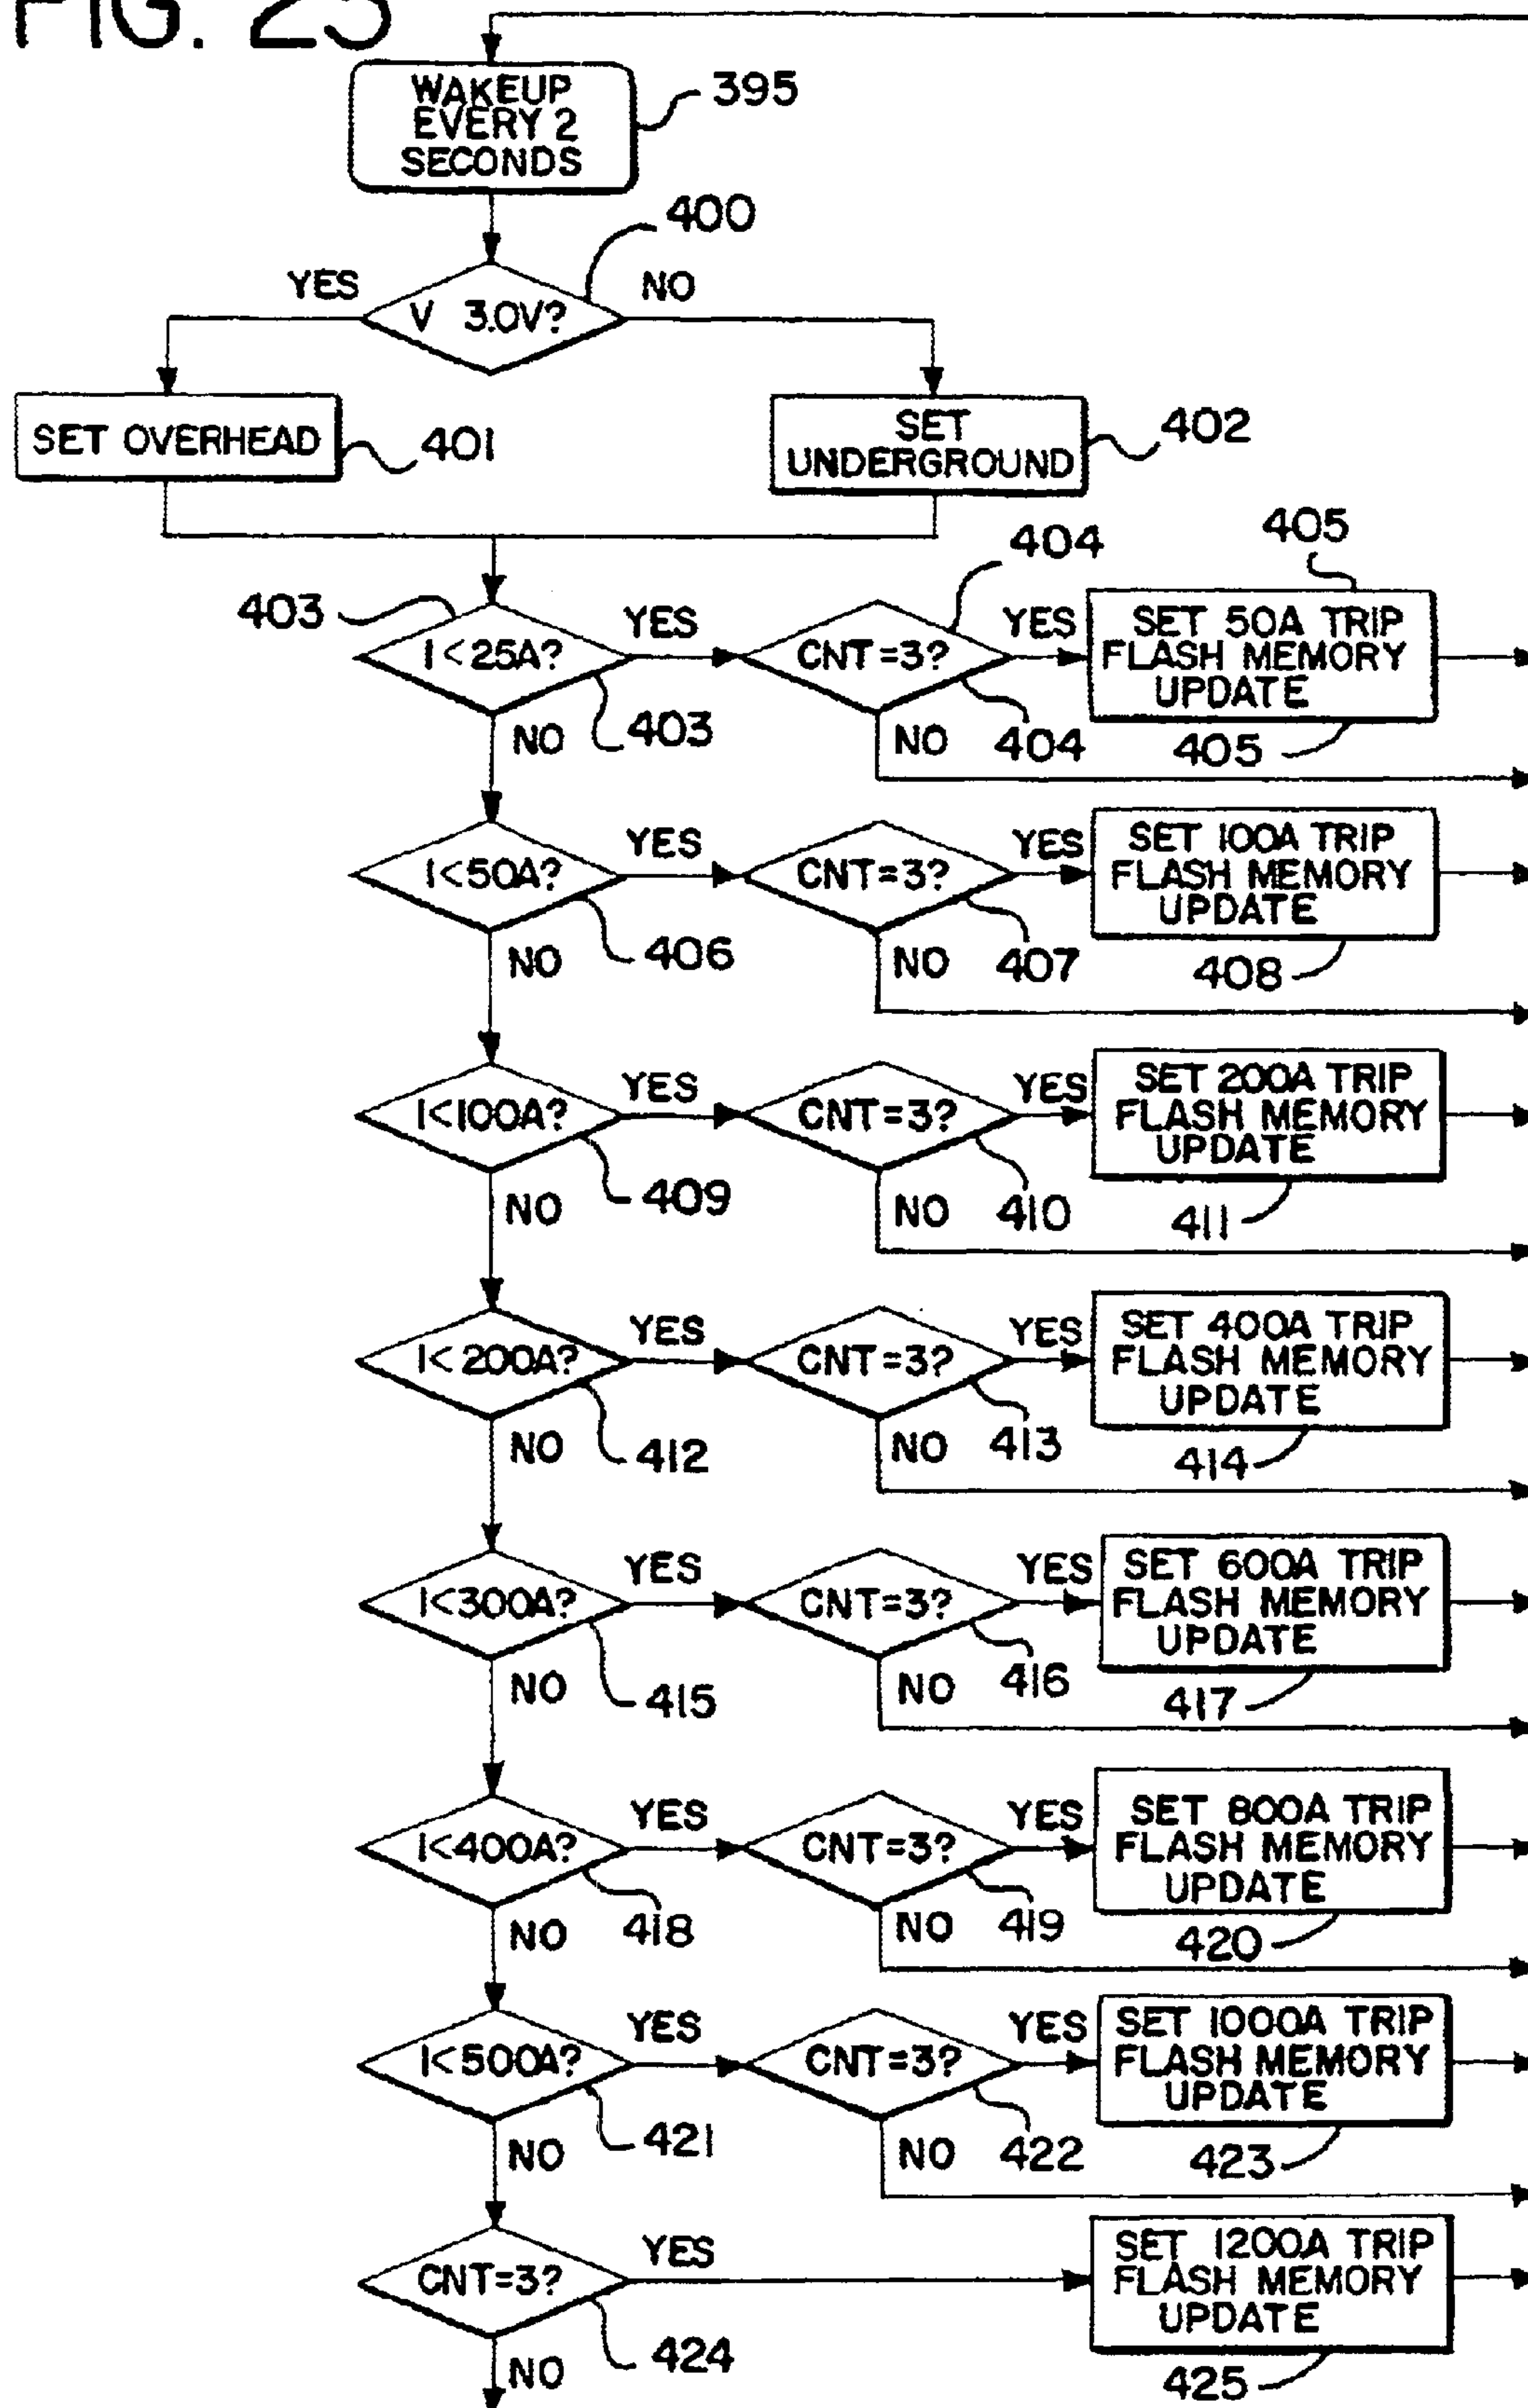 FIG. 23
WAKEUP
EVERY 2
SECONDS
395
400
YES
V 3.0V?
NO
SET OVERHEAD
401
SET
UNDERGROUND
402
403
I<25A?
403
YES
NO
404
CNT=3?
404
YES
NO
405
SET 50A TRIP
FLASH MEMORY
UPDATE
405
I<50A?
406
YES
NO
CNT=3?
407
YES
NO
SET 100A TRIP
FLASH MEMORY
UPDATE
408
I<100A?
409
YES
NO
CNT=3?
410
YES
NO
SET 200A TRIP
FLASH MEMORY
UPDATE
411
I<200A?
412
YES
NO
CNT=3?
413
YES
NO
SET 400A TRIP
FLASH MEMORY
UPDATE
414
I<300A?
415
YES
NO
CNT=3?
416
YES
NO
SET 600A TRIP
FLASH MEMORY
UPDATE
417
I<400A?
418
YES
NO
CNT=3?
419
YES
NO
SET 800A TRIP
FLASH MEMORY
UPDATE
420
I<500A?
421
YES
NO
CNT=3?
422
YES
NO
SET 1000A TRIP
FLASH MEMORY
UPDATE
423
CNT=3?
424
YES
NO
SET 1200A TRIP
FLASH MEMORY
UPDATE
425